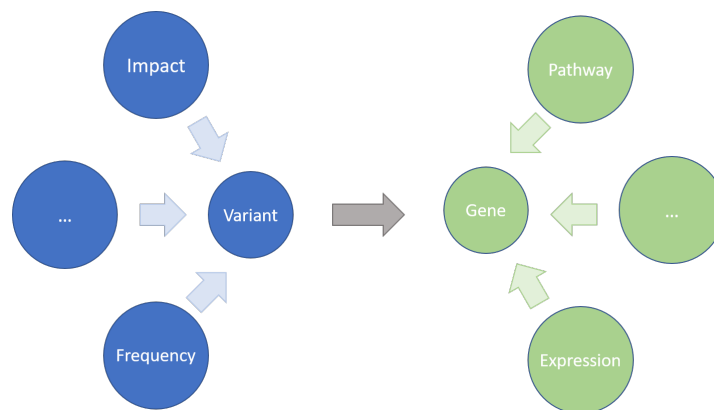 Impact
Pathway
...
Variant
Gene
...
Frequency
Expression